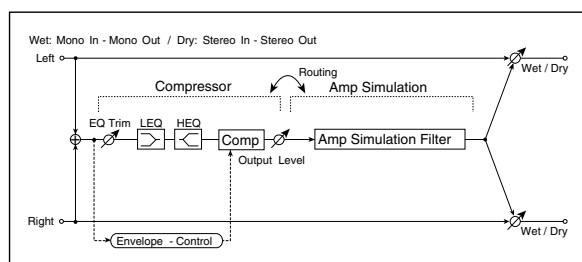 Wet: Mono In - Mono Out / Dry: Stereo In - Stereo Out
Left
Wet / Dry
Routing
Compressor
Amp Simulation
EQ Trim
LEQ
HEQ
Comp
Amp Simulation Filter
Output Level
Right
Wet / Dry
Envelope - Control